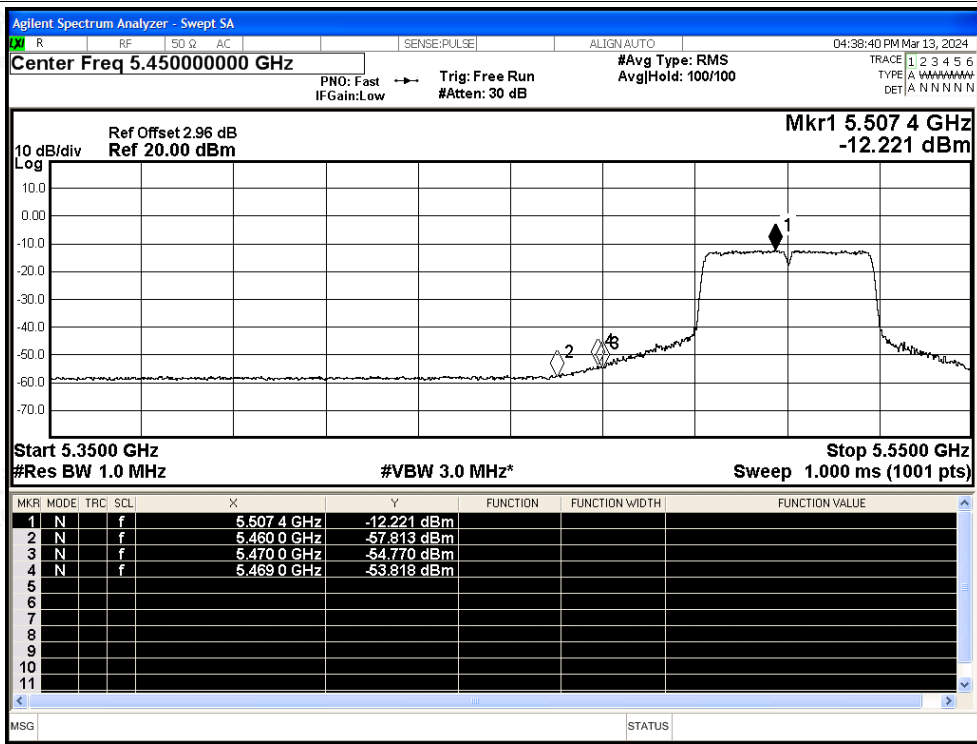 Agilent Spectrum Analyzer - Swept SA
LXI R RF 50 Ω AC SENSE:PULSE ALIGN AUTO 04:38:40 PM Mar 13, 2024
Center Freq 5.450000000 GHz
PNO: Fast
IFGain:Low
Trig: Free Run
#Atten: 30 dB
#Avg Type: RMS
Avg|Hold: 100/100
TRACE 1 2 3 4 5 6
TYPE A WWWWW
DET A N N N N N
Mkr1 5.507 4 GHz
-12.221 dBm
Ref Offset 2.96 dB
10 dB/div Ref 20.00 dBm
Log
10.0
0.00
-10.0
-20.0
-30.0
-40.0
-50.0
-60.0
-70.0
1
2
4
3
Start 5.3500 GHz Stop 5.5500 GHz
#Res BW 1.0 MHz #VBW 3.0 MHz* Sweep 1.000 ms (1001 pts)
MKR MODE TRC SCL X Y FUNCTION FUNCTION WIDTH FUNCTION VALUE
1 N f 5.507 4 GHz -12.221 dBm
2 N f 5.460 0 GHz -57.813 dBm
3 N f 5.470 0 GHz -54.770 dBm
4 N f 5.469 0 GHz -53.818 dBm
5
6
7
8
9
10
11
MSG STATUS